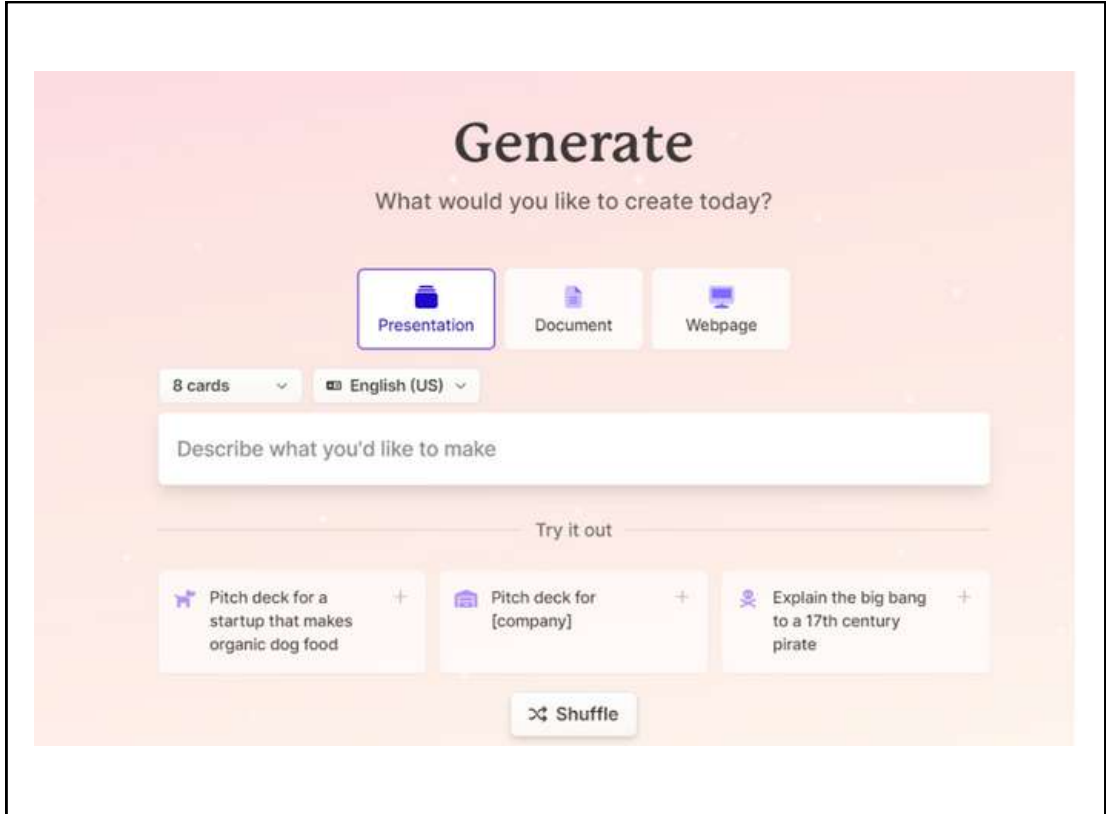 Generate
What would you like to create today?
Presentation
Document
Webpage
8 cards
English (US)
Describe what you'd like to make
Try it out
Pitch deck for a
startup that makes
organic dog food
Pitch deck for
[company]
Explain the big bang
to a 17th century
pirate
Shuffle